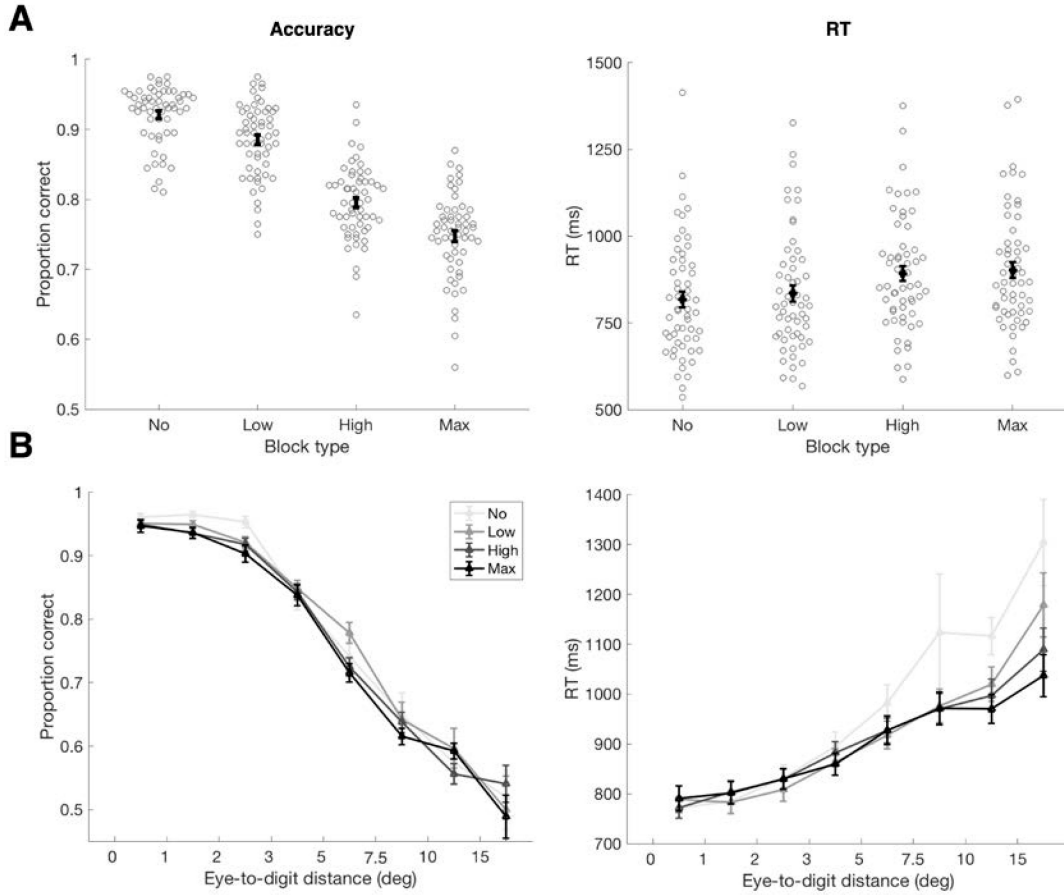 A
Accuracy
RT
Proportion correct
1
0.9
0.8
0.7
0.6
0.5
No
Low
High
Max
Block type
RT (ms)
1500
1250
1000
750
500
No
Low
High
Max
Block type
B
Proportion correct
1
0.9
0.8
0.7
0.6
0.5
No
Low
High
Max
0
1
2
3
5
7.5
10
15
Eye-to-digit distance (deg)
RT (ms)
1400
1300
1200
1100
1000
900
800
700
0
1
2
3
5
7.5
10
15
Eye-to-digit distance (deg)